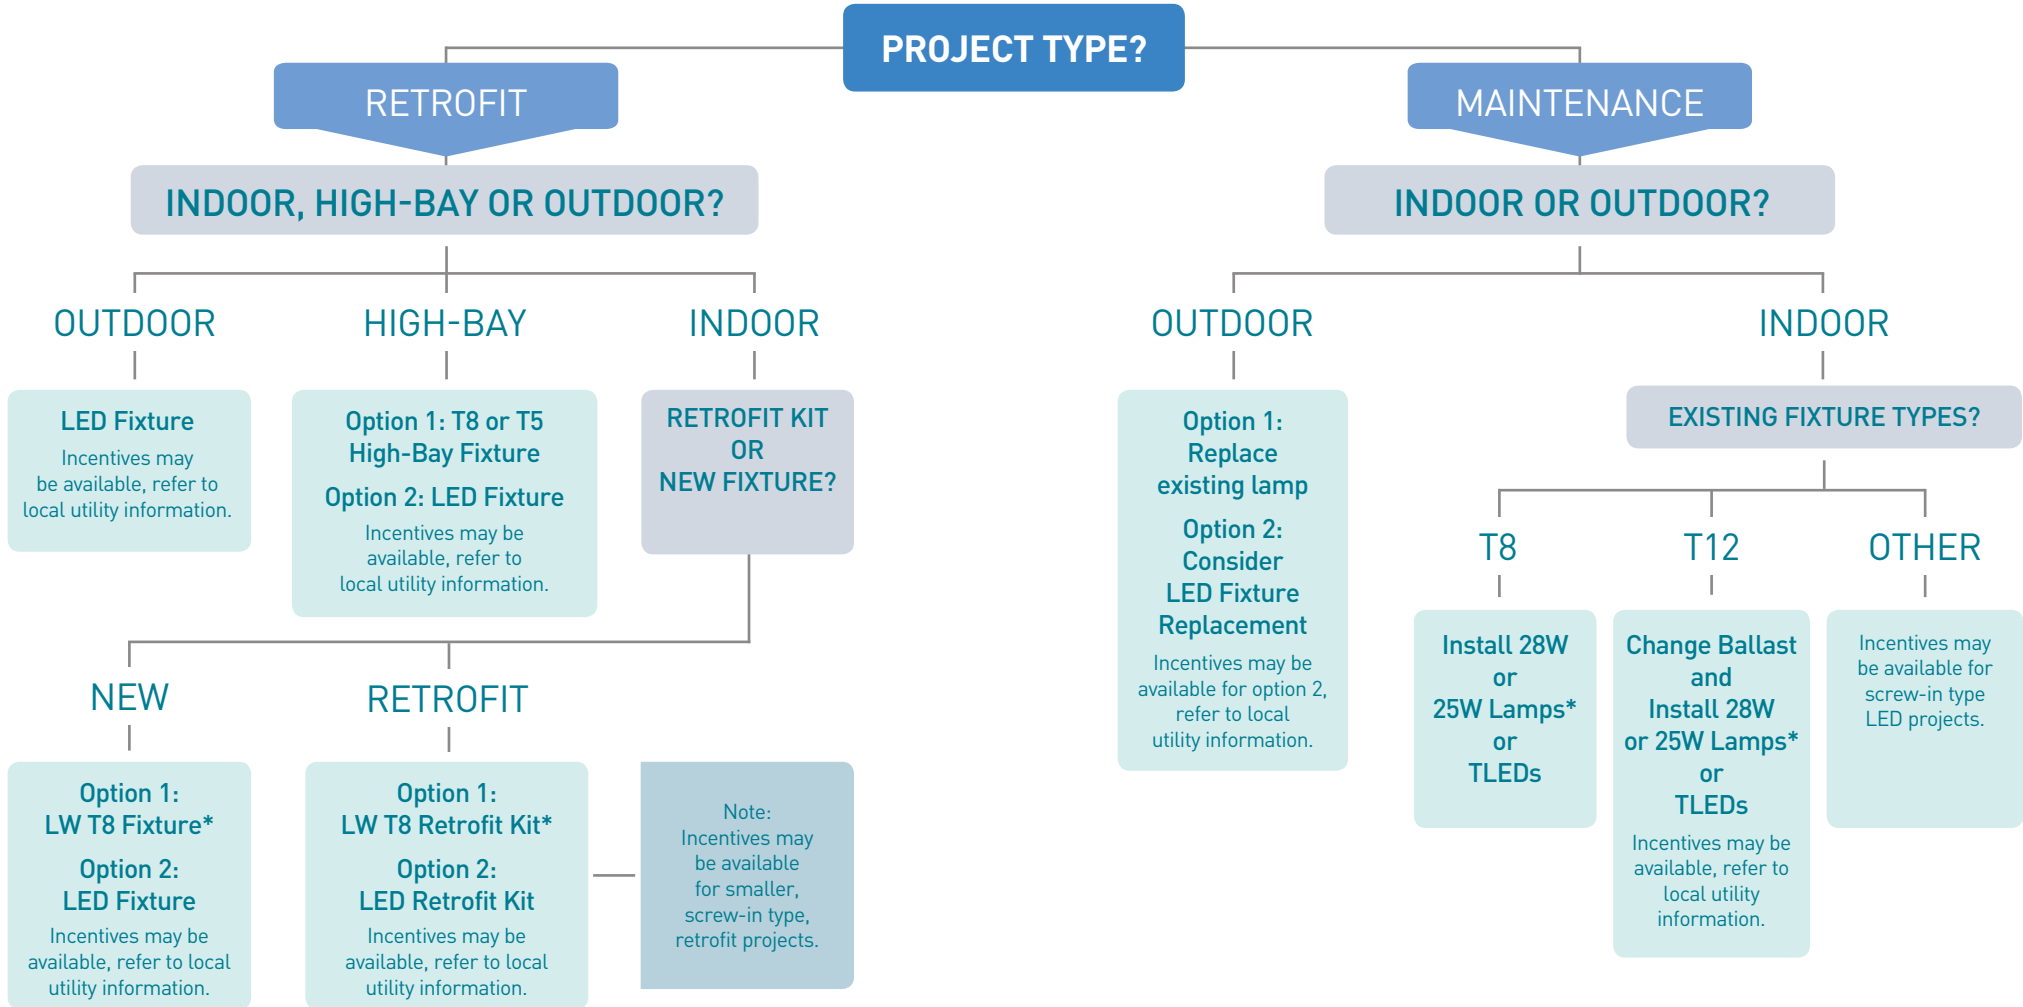 PROJECT TYPE?
RETROFIT
INDOOR, HIGH-BAY OR OUTDOOR?
OUTDOOR
LED Fixture
Incentives may
be available, refer to
local utility information.
HIGH-BAY
Option 1: T8 or T5
High-Bay Fixture
Option 2: LED Fixture
Incentives may be
available, refer to
local utility information.
INDOOR
RETROFIT KIT
OR
NEW FIXTURE?
NEW
Option 1:
LW T8 Fixture*
Option 2:
LED Fixture
Incentives may be
available, refer to local
utility information.
RETROFIT
Option 1:
LW T8 Retrofit Kit*
Option 2:
LED Retrofit Kit
Incentives may be
available, refer to local
utility information.
Note:
Incentives may
be available
for smaller,
screw-in type,
retrofit projects.
MAINTENANCE
INDOOR OR OUTDOOR?
OUTDOOR
Option 1:
Replace
existing lamp
Option 2:
Consider
LED Fixture
Replacement
Incentives may be
available for option 2,
refer to local
utility information.
INDOOR
EXISTING FIXTURE TYPES?
T8
Install 28W
or
25W Lamps*
or
TLEDs
T12
Change Ballast
and
Install 28W
or 25W Lamps*
or
TLEDs
Incentives may be
available, refer to
local utility
information.
OTHER
Incentives may
be available for
screw-in type
LED projects.